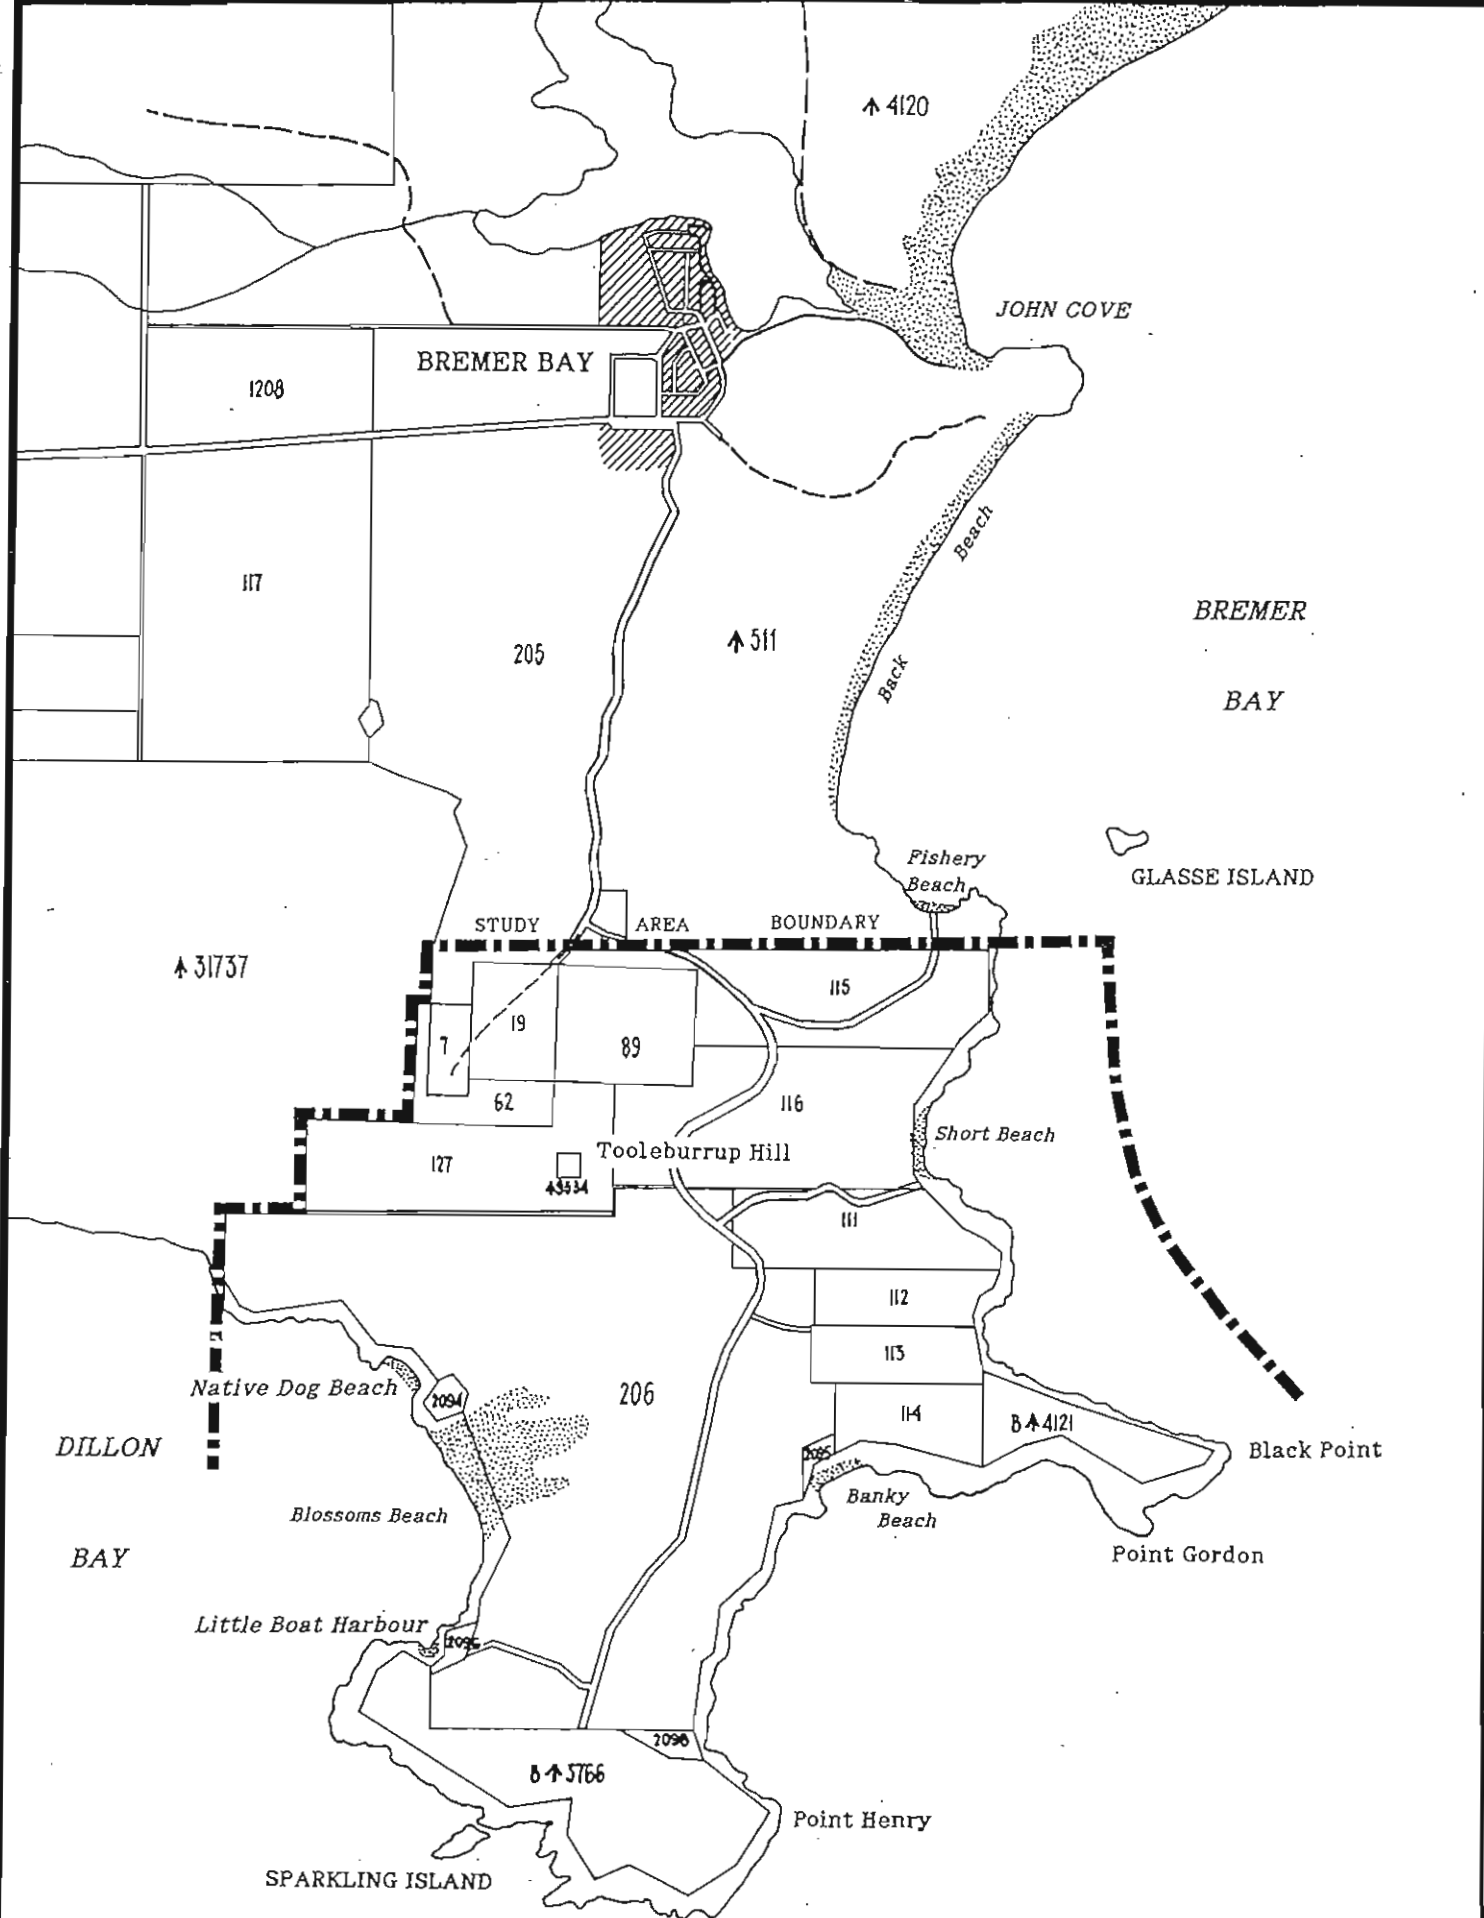 4120
JOHN COVE
BREMER BAY
1208
Beach
117
BREMER
511
205
Back
BAY
Fishery
Beach
GLASSE ISLAND
STUDY AREA BOUNDARY
31737
115
19
7
89
62
116
Short Beach
Tooleburrup Hill
127
111
112
113
Native Dog Beach
206
2094
114
B 4121
DILLON
Black Point
Banky
Beach
Blossoms Beach
BAY
Point Gordon
Little Boat Harbour
2098
B 3766
Point Henry
SPARKLING ISLAND